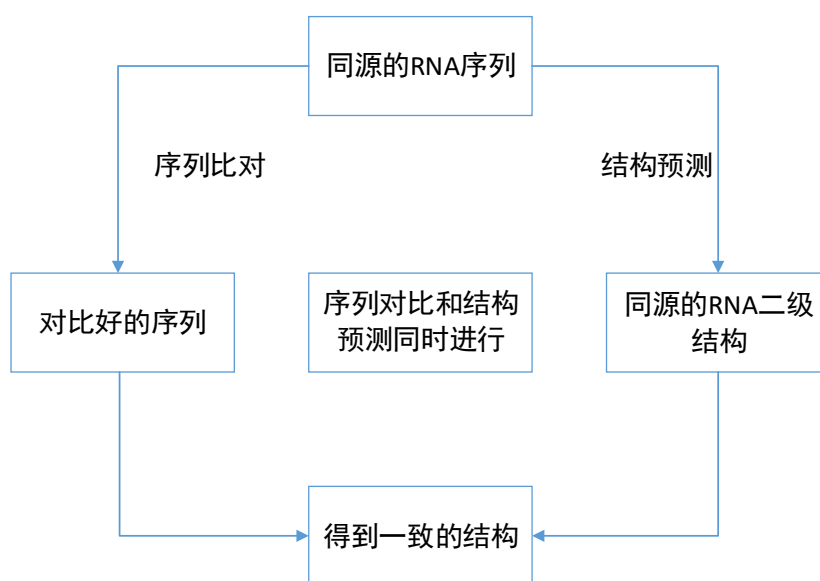 同源的RNA序列
序列比对
结构预测
对比好的序列
序列对比和结构
预测同时进行
同源的RNA二级
结构
得到一致的结构